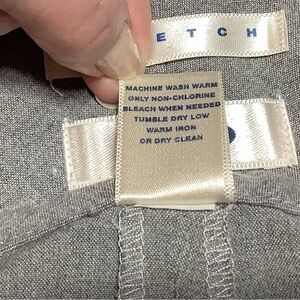 ETCH
MACHINE WASH WARM
ONLY NON-CHLORINE
BLEACH WHEN NEEDED
TUMBLE DRY LOW
WARM IRON
OR DRY CLEAN